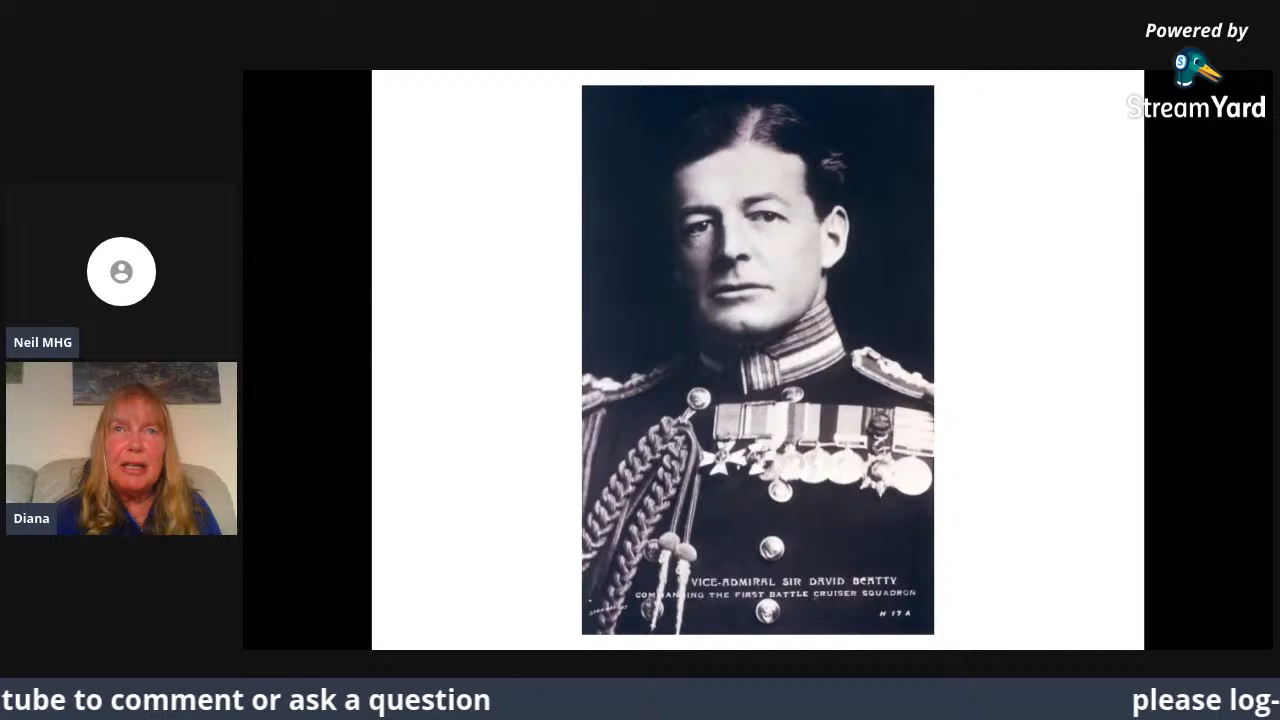 Powered by
StreamYard
Neil MHG
Diana
VICE-ADMIRAL SIR DAVID BEATTY
COMMANDING THE FIRST BATTLE CRUISER SQUADRON
H 17 A
tube to comment or ask a question
please log-